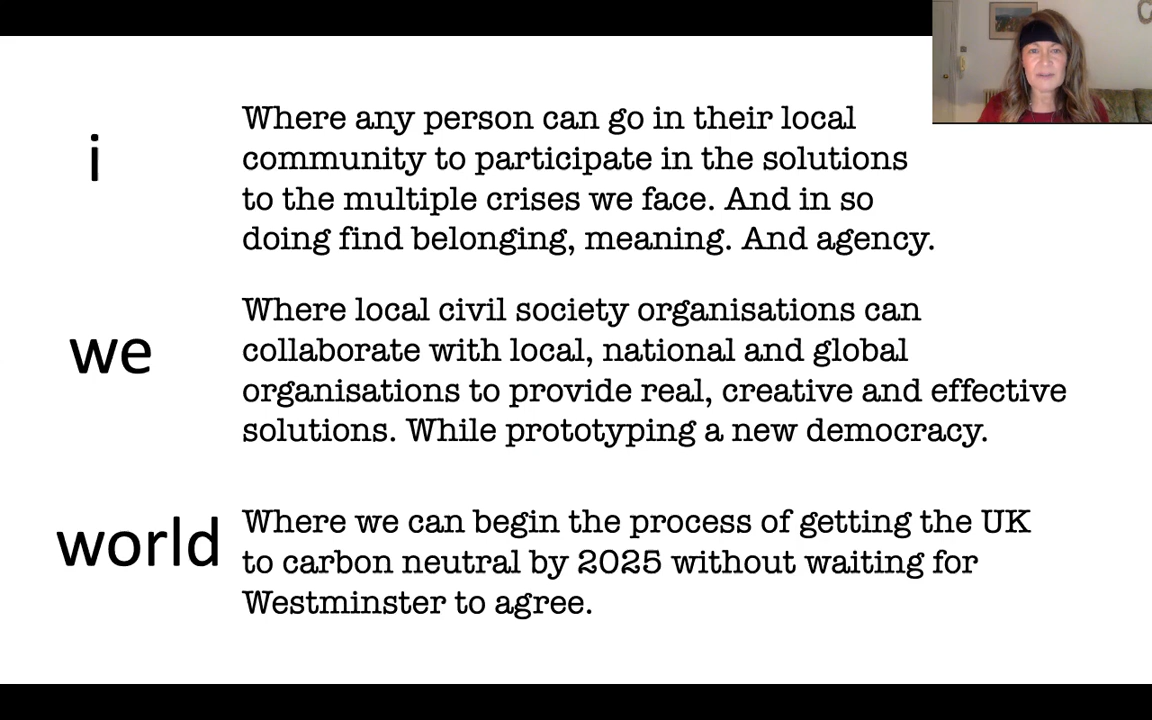 i
Where any person can go in their local
community to participate in the solutions
to the multiple crises we face. And in so
doing find belonging, meaning. And agency.
we
Where local civil society organisations can
collaborate with local, national and global
organisations to provide real, creative and effective
solutions. While prototyping a new democracy.
world
Where we can begin the process of getting the UK
to carbon neutral by 2025 without waiting for
Westminster to agree.